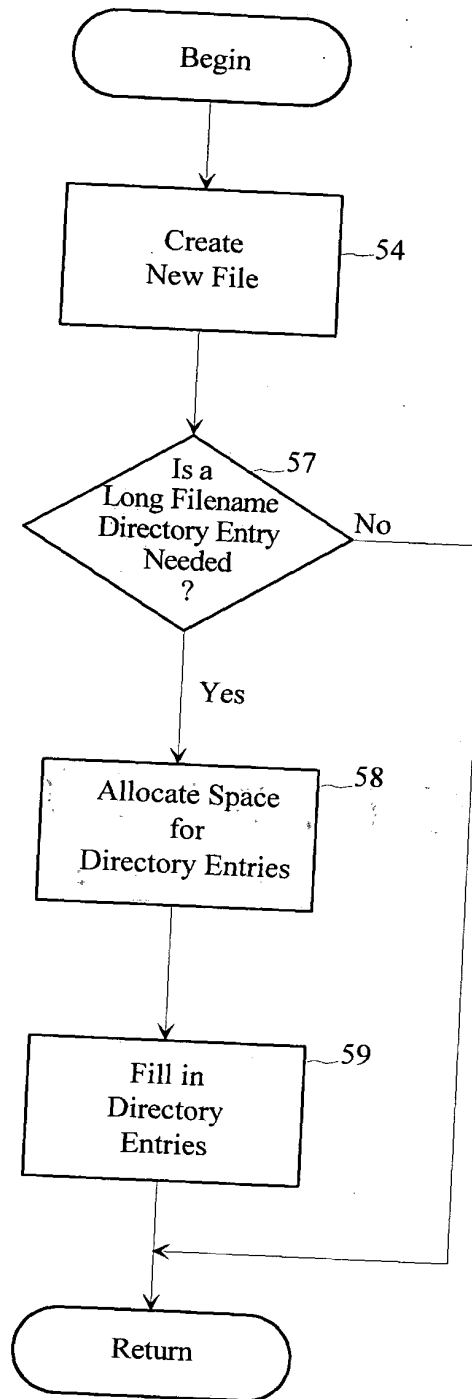 Begin
Create
New File
54
Is a
Long Filename
Directory Entry
Needed
?
57
No
Yes
Allocate Space
for
Directory Entries
58
Fill in
Directory
Entries
59
Return